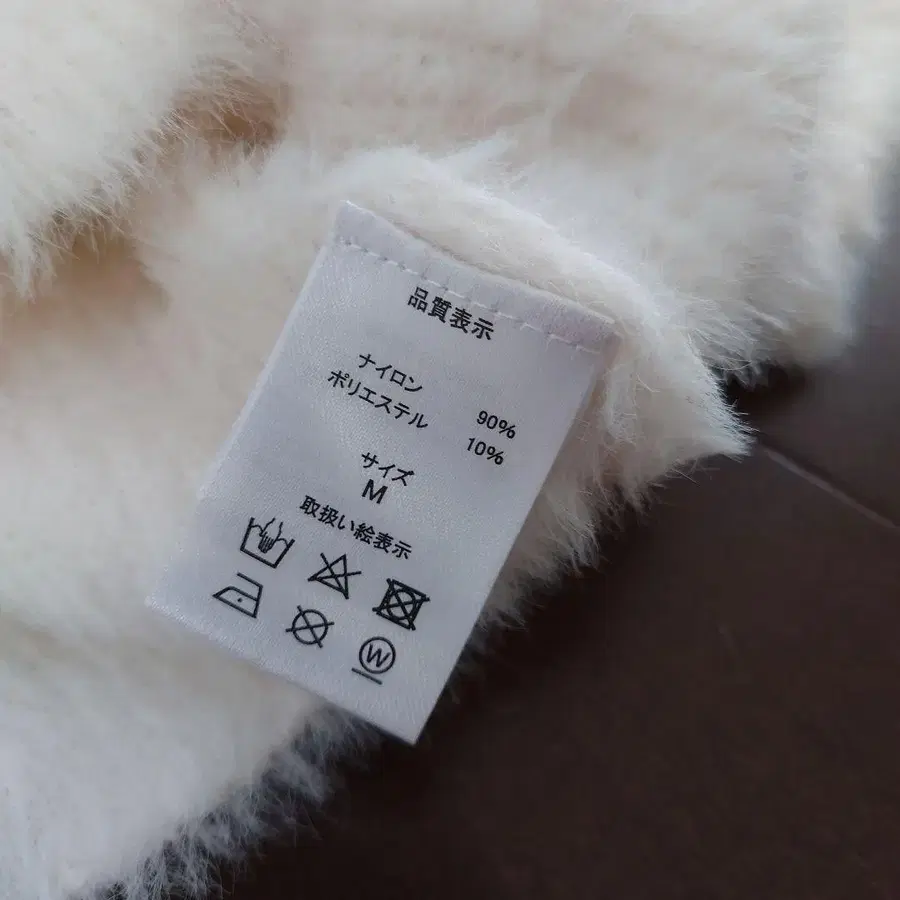 品質表示
ナイロン 90%
ポリエステル 10%
サイズ
M
取扱い絵表示
W